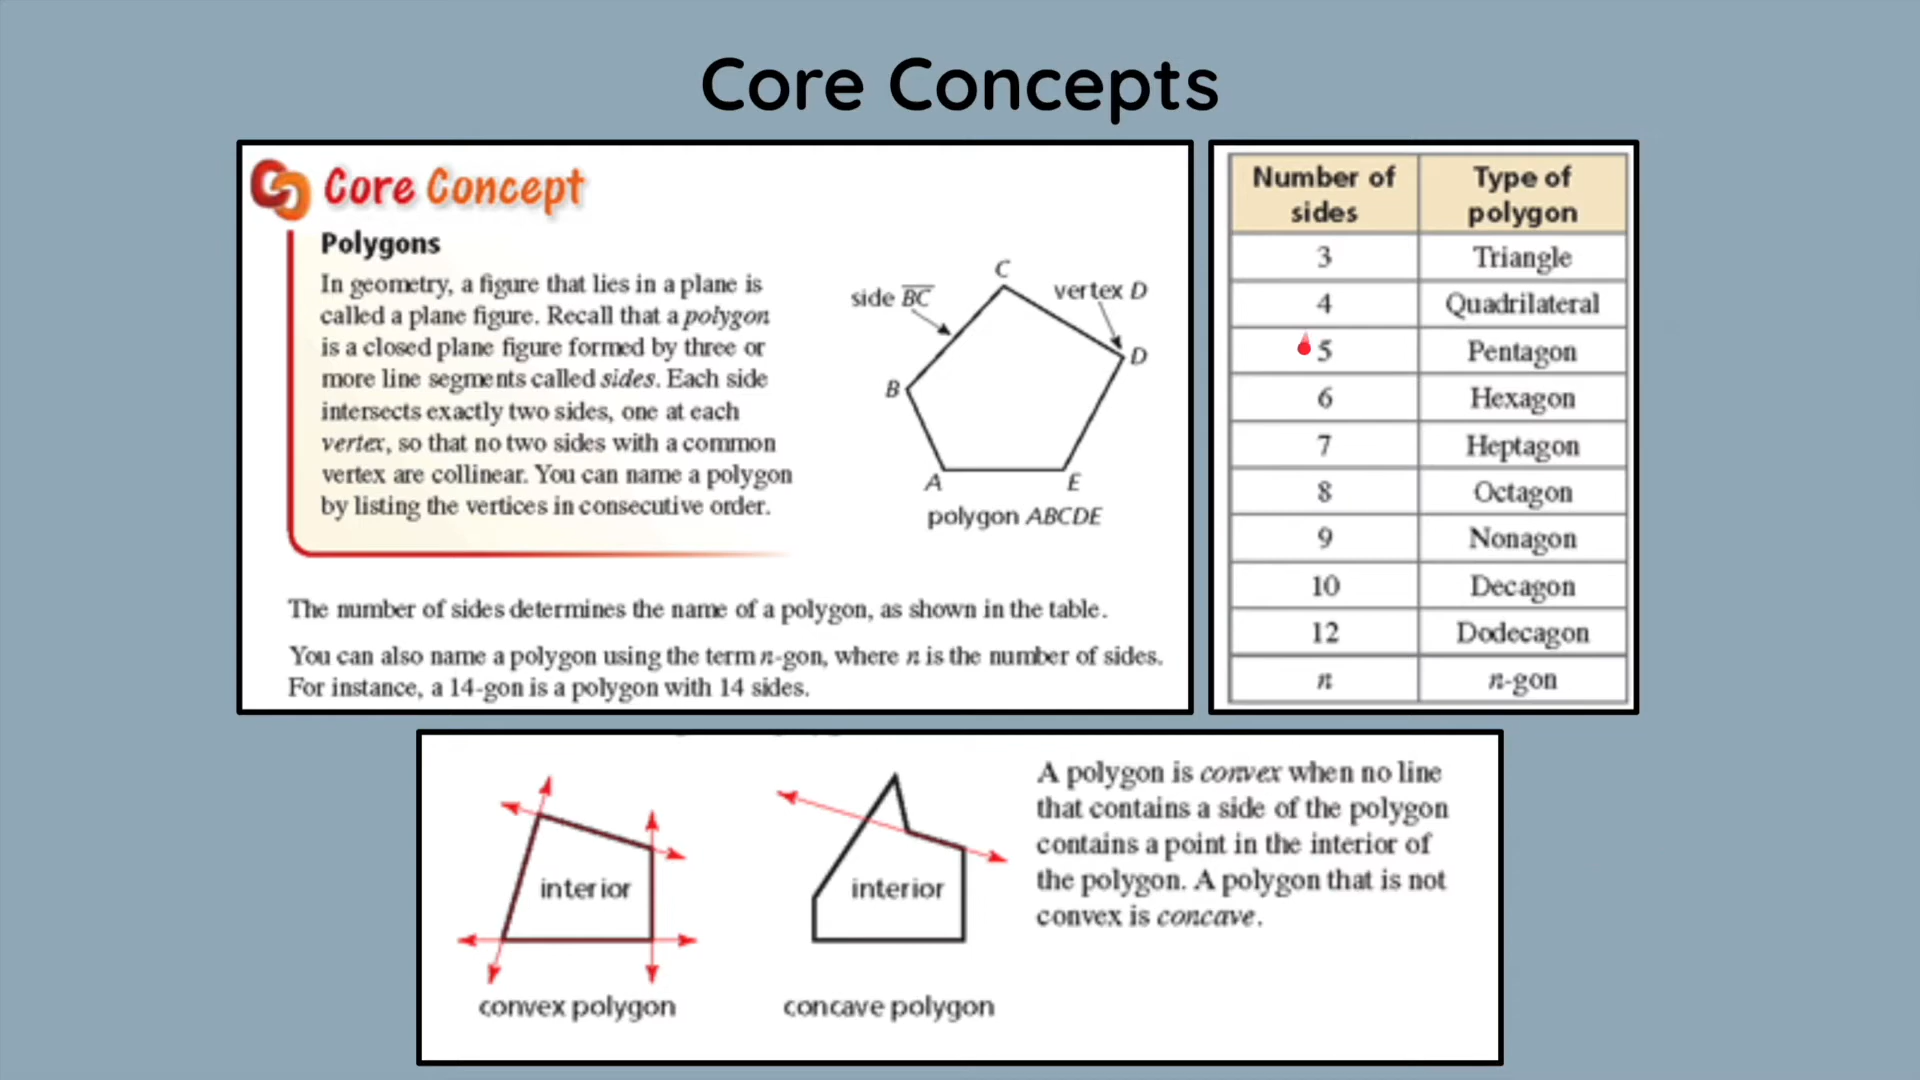 Core Concepts
Core Concept
Polygons
In geometry, a figure that lies in a plane is
called a plane figure. Recall that a polygon
is a closed plane figure formed by three or
more line segments called sides. Each side
intersects exactly two sides, one at each
vertex, so that no two sides with a common
vertex are collinear. You can name a polygon
by listing the vertices in consecutive order.
C
side BC
vertex D
D
B
A
E
polygon ABCDE
The number of sides determines the name of a polygon, as shown in the table.
You can also name a polygon using the term n-gon, where n is the number of sides.
For instance, a 14-gon is a polygon with 14 sides.
Number of sides Type of polygon
3 Triangle
4 Quadrilateral
5 Pentagon
6 Hexagon
7 Heptagon
8 Octagon
9 Nonagon
10 Decagon
12 Dodecagon
n n-gon
interior
convex polygon
interior
concave polygon
A polygon is convex when no line
that contains a side of the polygon
contains a point in the interior of
the polygon. A polygon that is not
convex is concave.